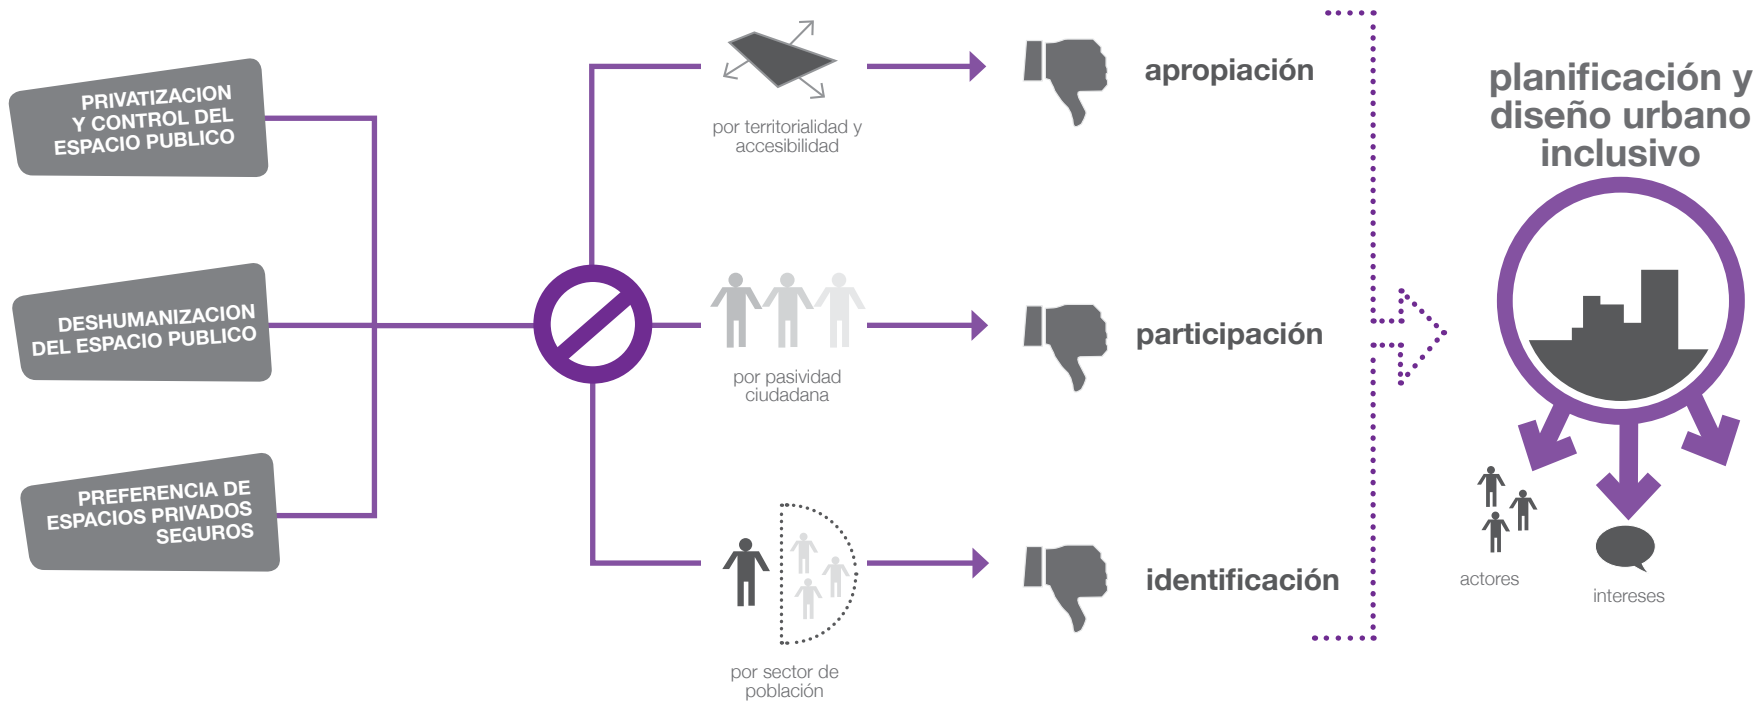 PRIVATIZACION
Y CONTROL DEL
ESPACIO PUBLICO
DESHUMANIZACION
DEL ESPACIO PUBLICO
PREFERENCIA DE
ESPACIOS PRIVADOS
SEGUROS
por territorialidad y
accesibilidad
por pasividad
ciudadana
por sector de
población
apropiación
participación
identificación
planificación y
diseño urbano
inclusivo
actores
intereses